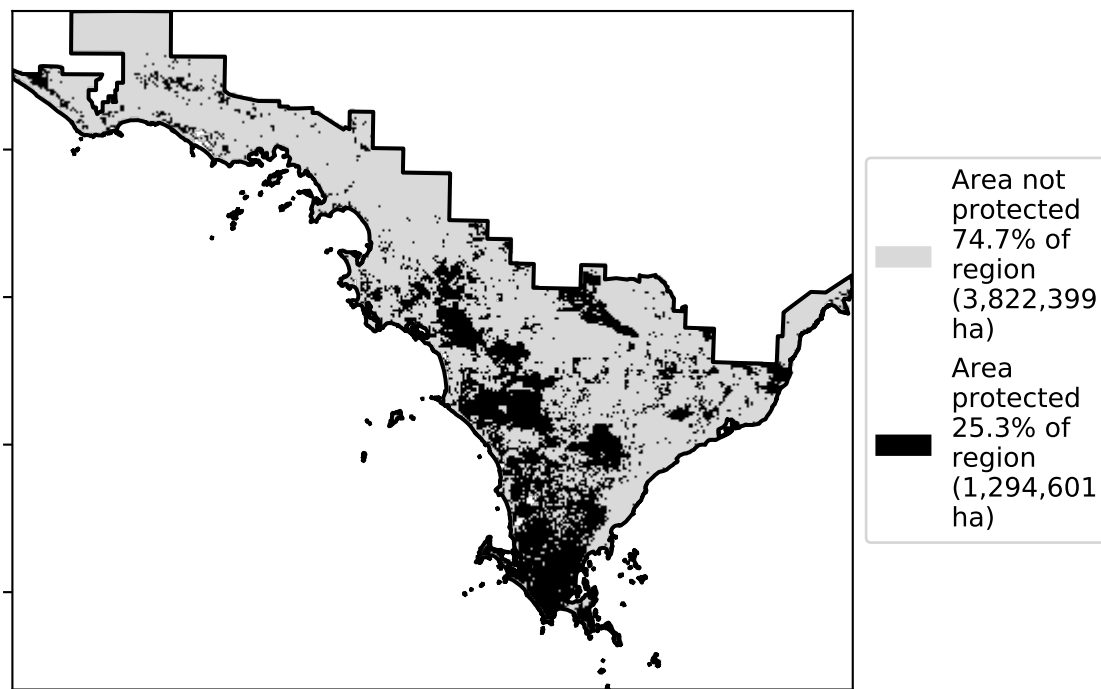 Area not
protected
74.7% of
region
(3,822,399
ha)
Area
protected
25.3% of
region
(1,294,601
ha)